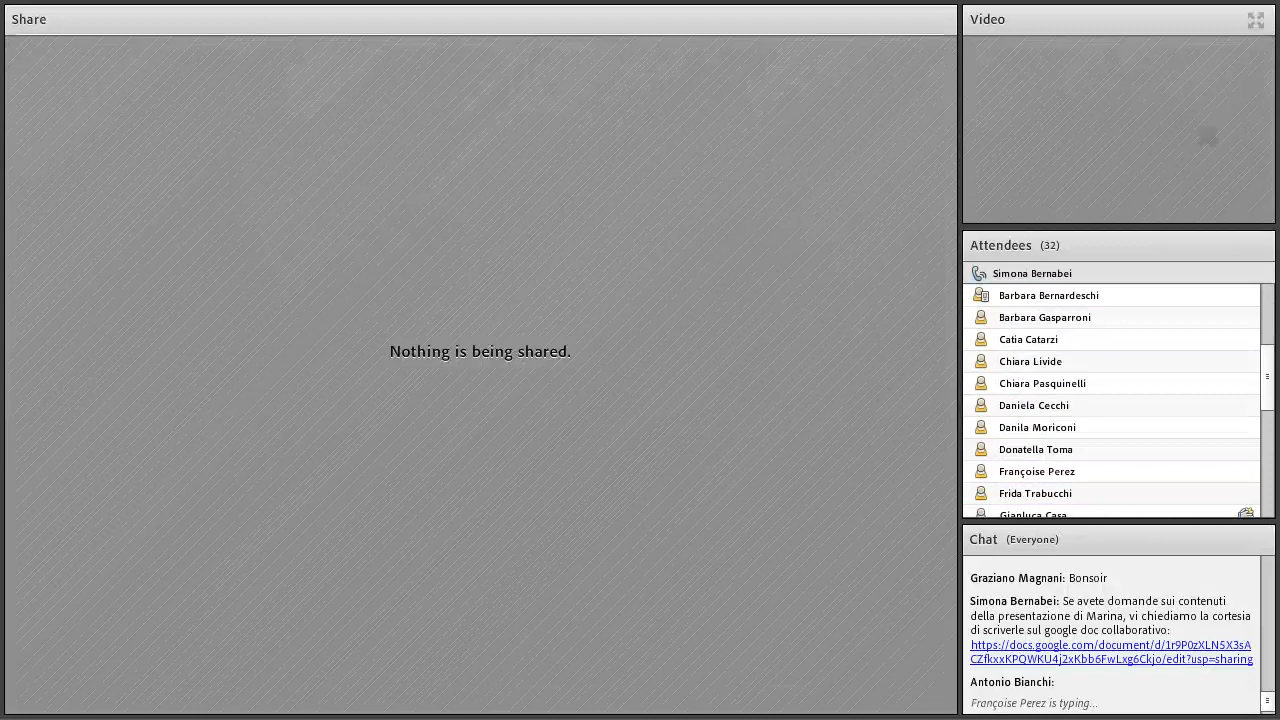 Share
Nothing is being shared.
Video
Attendees (32)
Simona Bernabei
Barbara Bernardeschi
Barbara Gasparroni
Catia Catarzi
Chiara Livide
Chiara Pasquinelli
Daniela Cecchi
Danila Moriconi
Donatella Toma
Françoise Perez
Frida Trabucchi
Gianluca Casa
Chat (Everyone)
Graziano Magnani: Bonsoir
Simona Bernabei: Se avete domande sui contenuti
della presentazione di Marina, vi chiediamo la cortesia
di scriverle sul google doc collaborativo:
https://docs.google.com/document/d/1r9P0zXLN5X3sA
CZfkxxKPQWKU4j2xKbb6FwLxg6Ckjo/edit?usp=sharing
Antonio Bianchi:
Françoise Perez is typing...